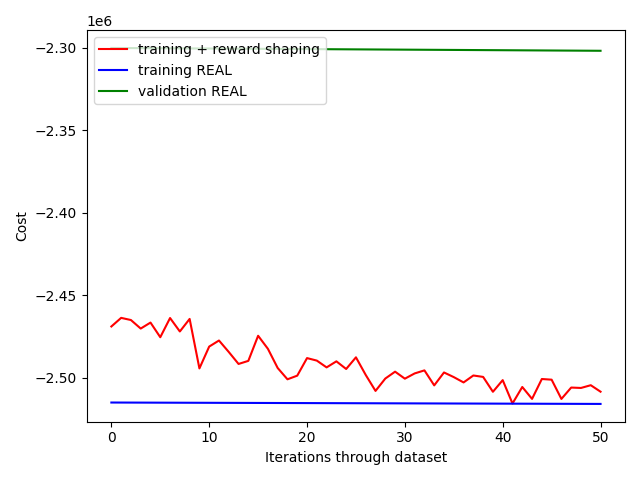 1e6
training + reward shaping
training REAL
validation REAL
−2.30
−2.35
−2.40
−2.45
−2.50
Cost
0 10 20 30 40 50
Iterations through dataset